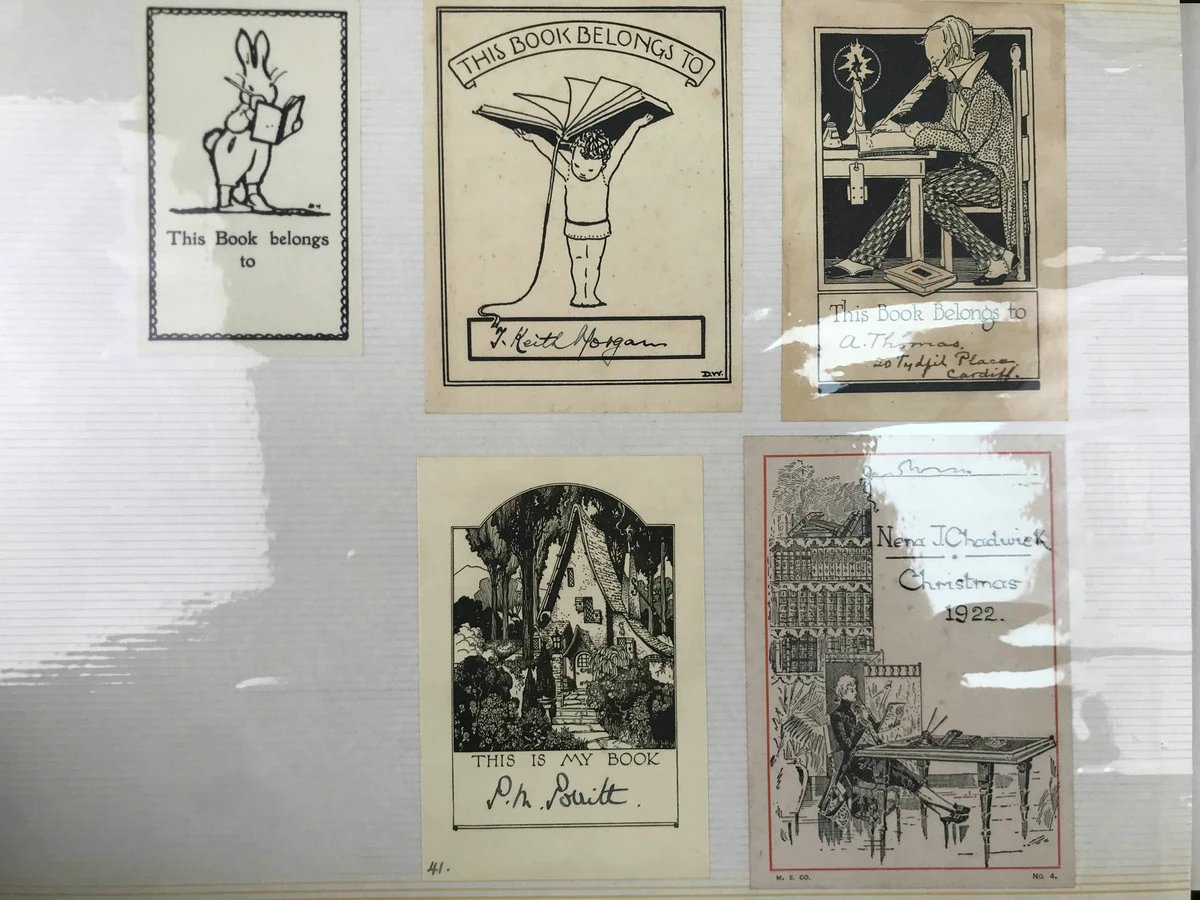 This Book belongs
to
THIS BOOK BELONGS TO
T. Keith Morgan
D.W.
This Book Belongs to
A. Thomas,
20 Tydfil Place
Cardiff.
THIS IS MY BOOK
41.
Nena J. Chadwick
Christmas
1922.
M. E. CO.
No. 4.